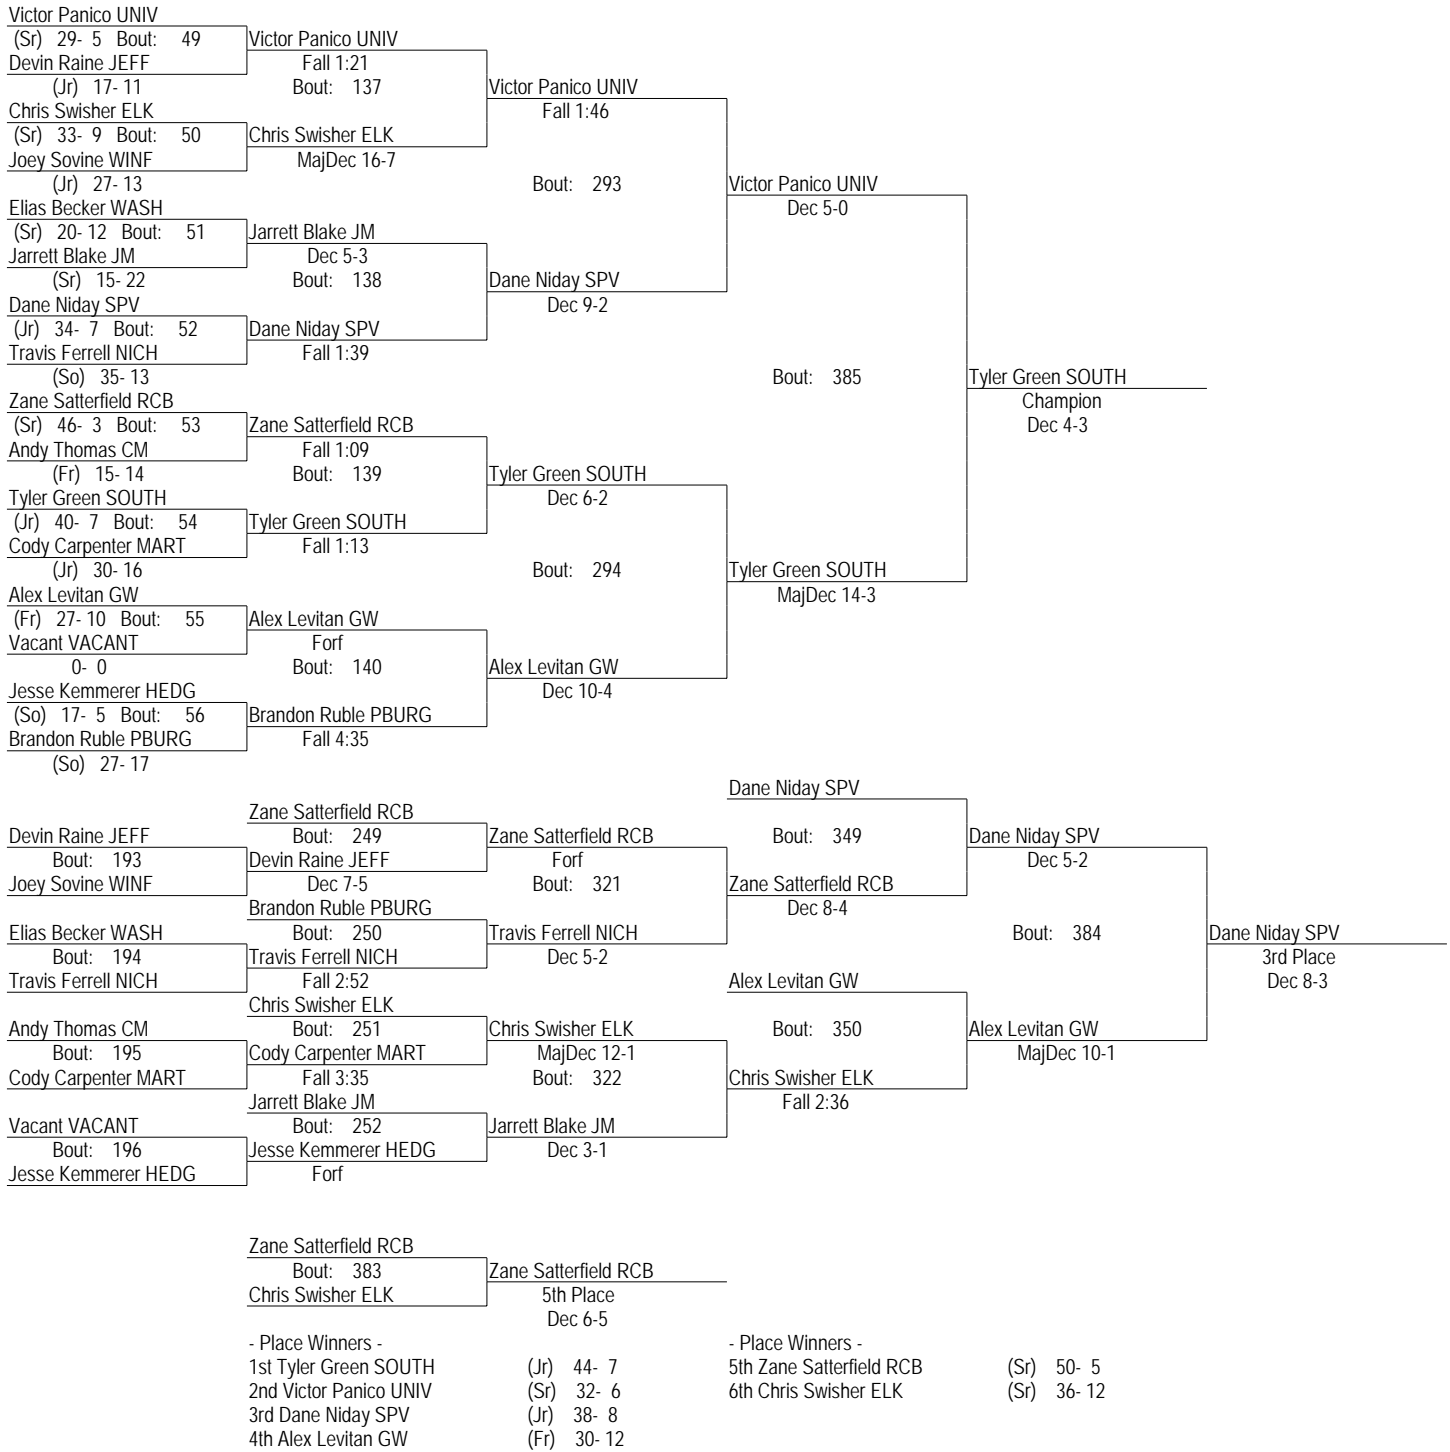 Victor Panico UNIV
(Sr) 29- 5 Bout: 49
Victor Panico UNIV
Devin Raine JEFF
Fall 1:21
(Jr) 17- 11
Bout: 137
Victor Panico UNIV
Chris Swisher ELK
Fall 1:46
(Sr) 33- 9 Bout: 50
Chris Swisher ELK
Joey Sovine WINF
MajDec 16-7
(Jr) 27- 13
Bout: 293
Victor Panico UNIV
Elias Becker WASH
Dec 5-0
(Sr) 20- 12 Bout: 51
Jarrett Blake JM
Jarrett Blake JM
Dec 5-3
(Sr) 15- 22
Bout: 138
Dane Niday SPV
Dane Niday SPV
Dec 9-2
(Jr) 34- 7 Bout: 52
Dane Niday SPV
Travis Ferrell NICH
Fall 1:39
(So) 35- 13
Bout: 385
Tyler Green SOUTH
Zane Satterfield RCB
Champion
(Sr) 46- 3 Bout: 53
Zane Satterfield RCB
Dec 4-3
Andy Thomas CM
Fall 1:09
(Fr) 15- 14
Bout: 139
Tyler Green SOUTH
Tyler Green SOUTH
Dec 6-2
(Jr) 40- 7 Bout: 54
Tyler Green SOUTH
Cody Carpenter MART
Fall 1:13
(Jr) 30- 16
Bout: 294
Tyler Green SOUTH
Alex Levitan GW
MajDec 14-3
(Fr) 27- 10 Bout: 55
Alex Levitan GW
Vacant VACANT
Forf
0- 0
Bout: 140
Alex Levitan GW
Jesse Kemmerer HEDG
Dec 10-4
(So) 17- 5 Bout: 56
Brandon Ruble PBURG
Brandon Ruble PBURG
Fall 4:35
(So) 27- 17
Dane Niday SPV
Zane Satterfield RCB
Devin Raine JEFF
Bout: 249
Zane Satterfield RCB
Bout: 349
Dane Niday SPV
Bout: 193
Devin Raine JEFF
Forf
Dec 5-2
Joey Sovine WINF
Dec 7-5
Bout: 321
Zane Satterfield RCB
Brandon Ruble PBURG
Dec 8-4
Elias Becker WASH
Bout: 250
Travis Ferrell NICH
Bout: 384
Dane Niday SPV
Bout: 194
Travis Ferrell NICH
Dec 5-2
3rd Place
Travis Ferrell NICH
Fall 2:52
Alex Levitan GW
Dec 8-3
Chris Swisher ELK
Andy Thomas CM
Bout: 251
Chris Swisher ELK
Bout: 350
Alex Levitan GW
Bout: 195
Cody Carpenter MART
MajDec 12-1
MajDec 10-1
Cody Carpenter MART
Fall 3:35
Bout: 322
Chris Swisher ELK
Jarrett Blake JM
Fall 2:36
Vacant VACANT
Bout: 252
Jarrett Blake JM
Bout: 196
Jesse Kemmerer HEDG
Dec 3-1
Jesse Kemmerer HEDG
Forf
Zane Satterfield RCB
Bout: 383
Zane Satterfield RCB
Chris Swisher ELK
5th Place
Dec 6-5
- Place Winners -
1st Tyler Green SOUTH (Jr) 44- 7
2nd Victor Panico UNIV (Sr) 32- 6
3rd Dane Niday SPV (Jr) 38- 8
4th Alex Levitan GW (Fr) 30- 12
- Place Winners -
5th Zane Satterfield RCB (Sr) 50- 5
6th Chris Swisher ELK (Sr) 36- 12